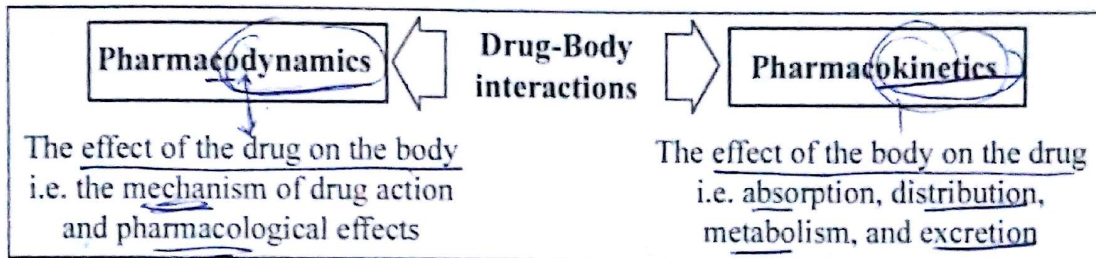 Pharmacodynamics
Drug-Body
interactions
Pharmacokinetics
The effect of the drug on the body
i.e. the mechanism of drug action
and pharmacological effects
The effect of the body on the drug
i.e. absorption, distribution,
metabolism, and excretion